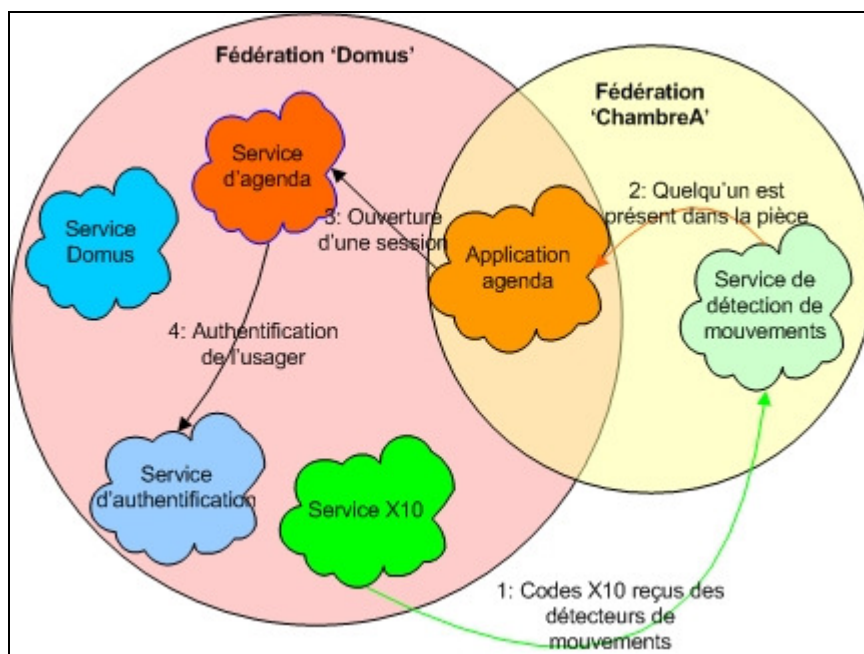 Fédération 'Domus'
Fédération
'ChambreA'
Service
d'agenda
Service
Domus
3: Ouverture
d'une session
Application
agenda
2: Quelqu'un est
présent dans la pièce
Service de
détection de
mouvements
4: Authentification
de l'usager
Service
d'authentification
Service X10
1: Codes X10 reçus des
détecteurs de
mouvements